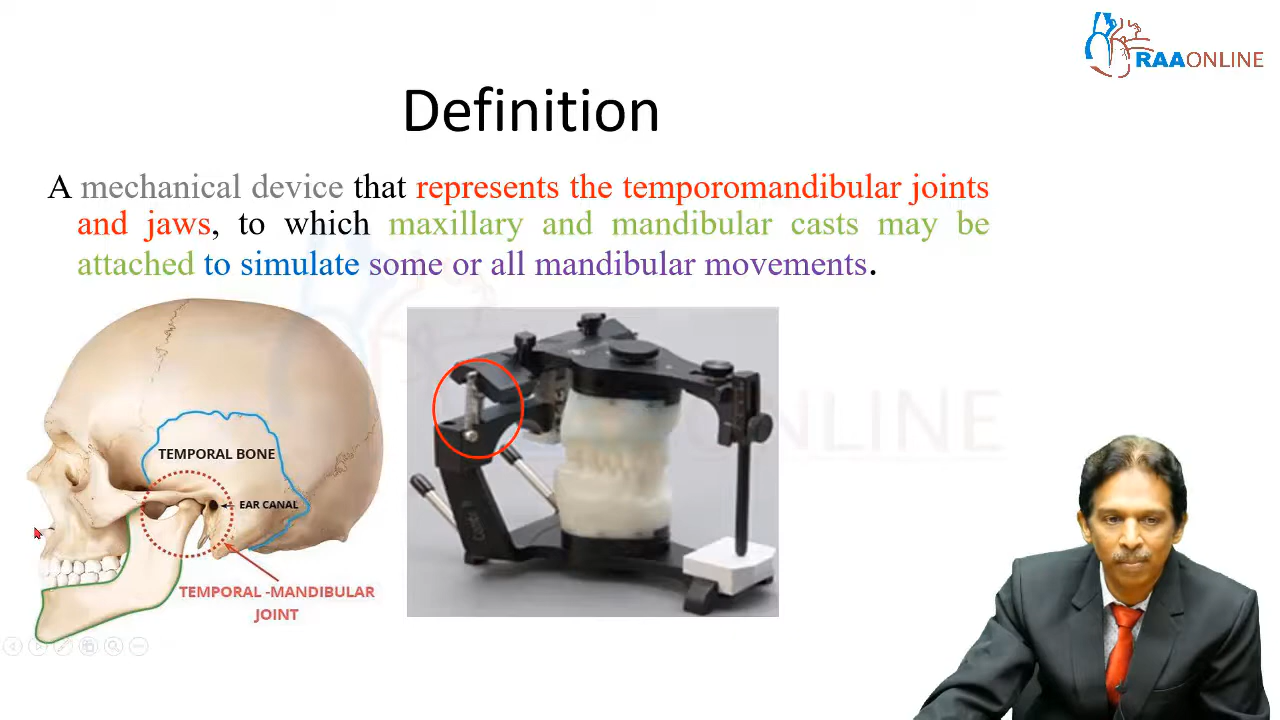 RAAONLINE
Definition
A mechanical device that represents the temporomandibular joints
and jaws, to which maxillary and mandibular casts may be
attached to simulate some or all mandibular movements.
TEMPORAL BONE
EAR CANAL
TEMPORAL -MANDIBULAR
JOINT
ONLINE